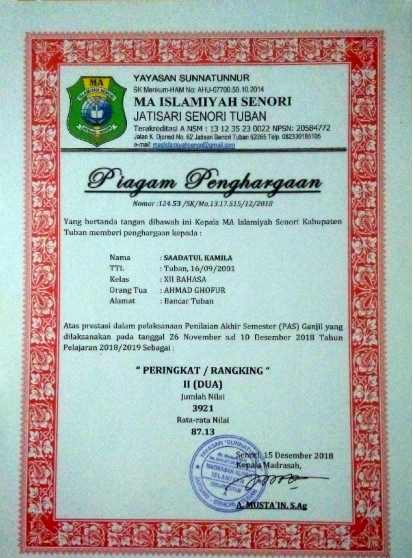 MA
YAYASAN SUNNATUNNUR
SK Menkum-HAM No: AHU-07700.50.10.2014
MA ISLAMIYAH SENORI
JATISARI SENORI TUBAN
Terakreditasi A NSM : 13 12 35 23 0022 NPSN: 20584772
Jalan K. Djoned No. 62 Jatisari Senori Tuban 62365 Telp. 082330188105
e-mail: maislamiyahsenori@gmail.com
Piagam Penghargaan
Nomor :124.53 /SK/Ma.13.17.515/12/2018
Yang bertanda tangan dibawah ini Kepala MA Islamiyah Senori Kabupaten
Tuban memberi penghargaan kepada :
Nama : SAADATUL KAMILA
TTL : Tuban, 16/09/2001
Kelas : XII BAHASA
Orang Tua : AHMAD GHOFUR
Alamat : Bancar Tuban
Atas prestasi dalam pelaksanaan Penilaian Akhir Semester (PAS) Ganjil yang
dilaksanakan pada tanggal 26 November s.d 10 Desember 2018 Tahun
Pelajaran 2018/2019 Sebagai :
" PERINGKAT / RANGKING "
II (DUA)
Jumlah Nilai
3921
Rata-rata Nilai
87.13
Senori, 15 Desember 2018
Kepala Madrasah,
YAYASAN "SUNNATUNNUR"
MADRASAH ALIYAH
ISLAMIYAH
JATISARI - SENORI - TUBAN
A. MUSTA'IN, S.Ag